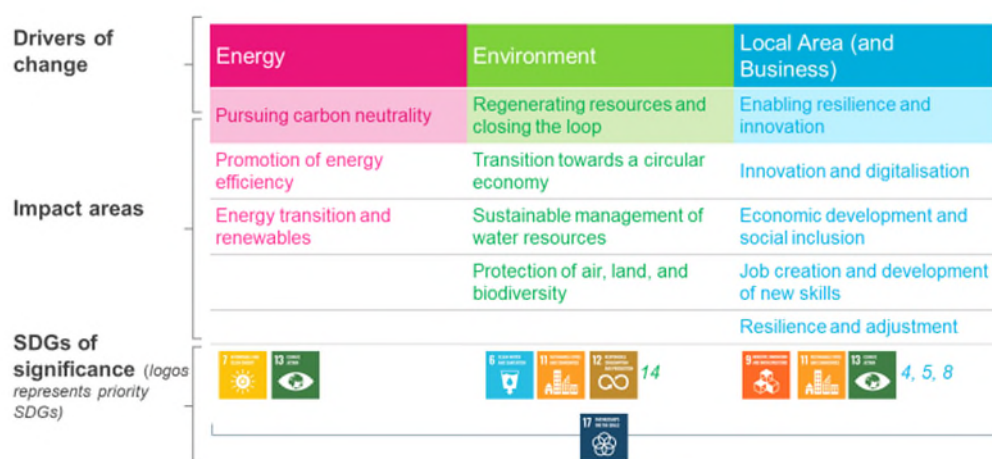 Drivers of
change
Energy
Environment
Local Area (and
Business)
Pursuing carbon neutrality
Regenerating resources and
closing the loop
Enabling resilience and
innovation
Impact areas
Promotion of energy
efficiency
Transition towards a circular
economy
Innovation and digitalisation
Energy transition and
renewables
Sustainable management of
water resources
Economic development and
social inclusion
Protection of air, land, and
biodiversity
Job creation and development
of new skills
Resilience and adjustment
SDGs of
significance (logos
represents priority
SDGs)
7
13 CLIMATE ACTION
6
11
12
14
9
11
13 CLIMATE ACTION
4, 5, 8
17